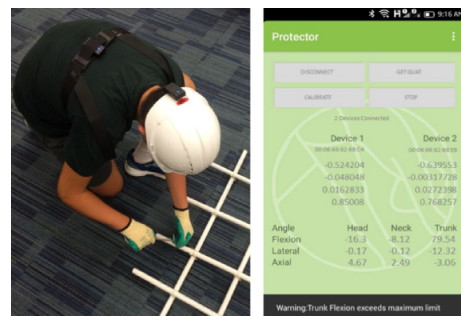 9:16 AM
Protector
DISCONNECT GET QUAT
CALIBRATE STOP
2 Devices Connected
Device 1 Device 2
-0.524204 -0.639553
-0.048048 -0.00317728
0.0162833 0.0272398
0.85008 0.768257
Angle Head Neck Trunk
Flexion -16.3 -8.12 79.54
Lateral -0.17 -0.12 -12.32
Axial 4.67 2.49 -3.06
Warning:Trunk Flexion exceeds maximum limit